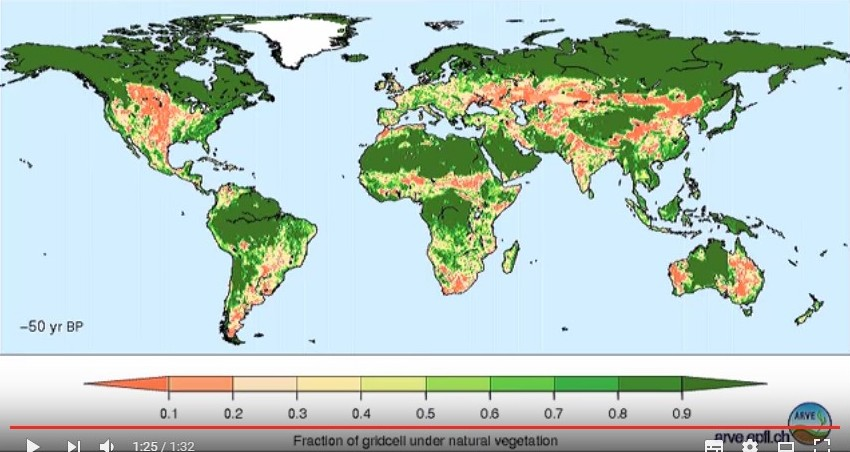 −50 yr BP
0.1 0.2 0.3 0.4 0.5 0.6 0.7 0.8 0.9
ARVE
1:25 / 1:32
Fraction of gridcell under natural vegetation
arve.epfl.ch